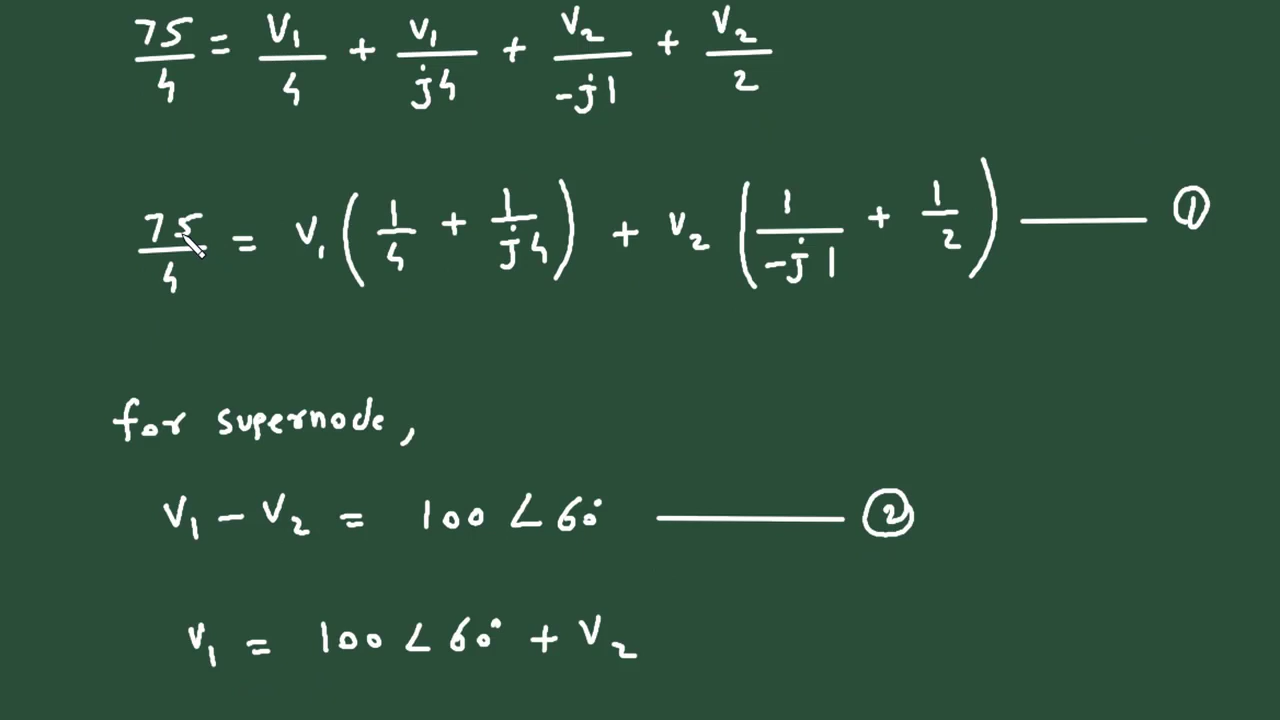 75/4 = V₁/4 + V₁/j4 + V₂/-j1 + V₂/2
75/4 = V₁(1/4 + 1/j4) + V₂(1/-j1 + 1/2) —— ①
for supernode,
V₁ - V₂ = 100∠60° —— ②
V₁ = 100∠60° + V₂